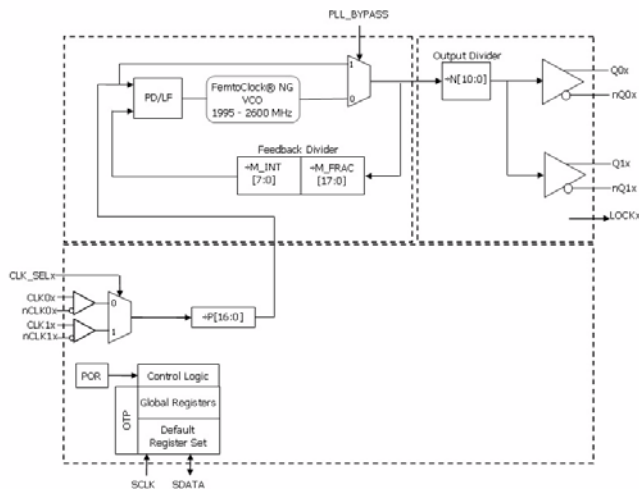 PLL_BYPASS
Output Divider
÷N[10:0]
Q0x
nQ0x
Q1x
nQ1x
LOCKx
1
0
PD/LF
FemtoClock® NG
VCO
1995 - 2600 MHz
Feedback Divider
÷M_INT
[7:0]
÷M_FRAC
[17:0]
CLK_SELx
CLK0x
nCLK0x
CLK1x
nCLK1x
0
1
÷P[16:0]
POR
Control Logic
OTP
Global Registers
Default
Register Set
SCLK
SDATA